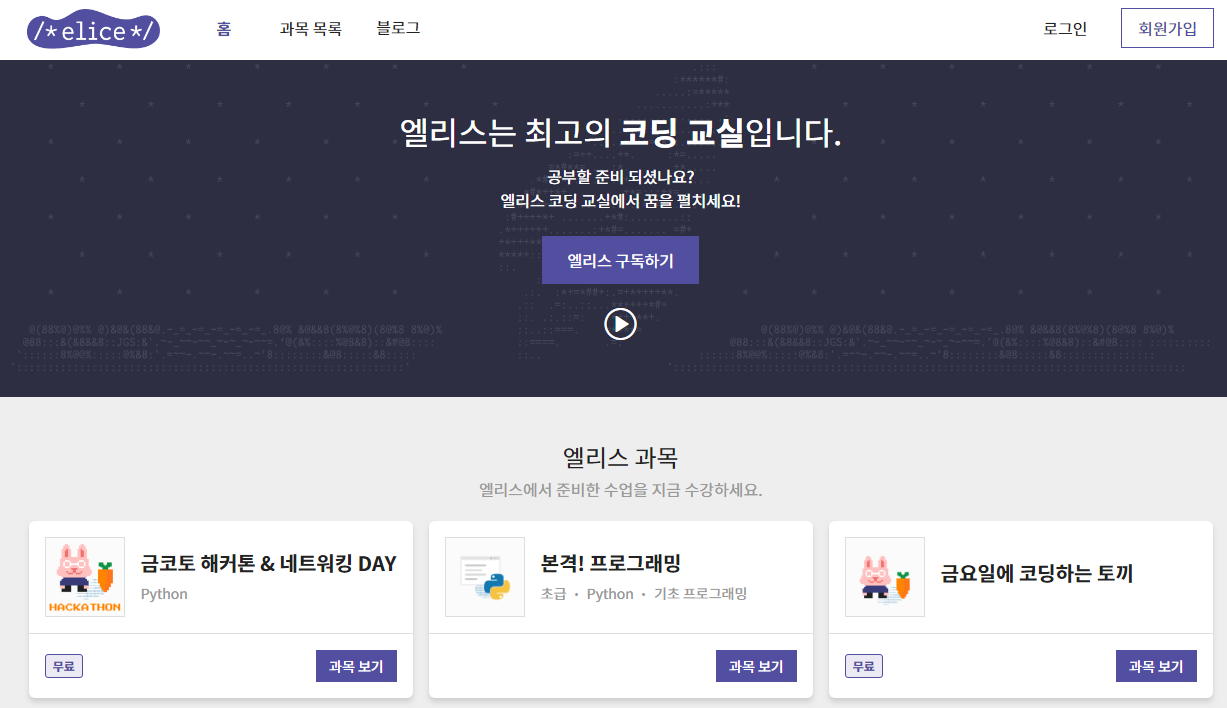 /*elice*/
홈
과목 목록
블로그
로그인
회원가입
엘리스는 최고의 코딩 교실입니다.
공부할 준비 되셨나요?
엘리스 코딩 교실에서 꿈을 펼치세요!
엘리스 구독하기
엘리스 과목
엘리스에서 준비한 수업을 지금 수강하세요.
HACKATHON
금코토 해커톤 & 네트워킹 DAY
Python
무료
과목 보기
본격! 프로그래밍
초급 · Python · 기초 프로그래밍
과목 보기
금요일에 코딩하는 토끼
무료
과목 보기